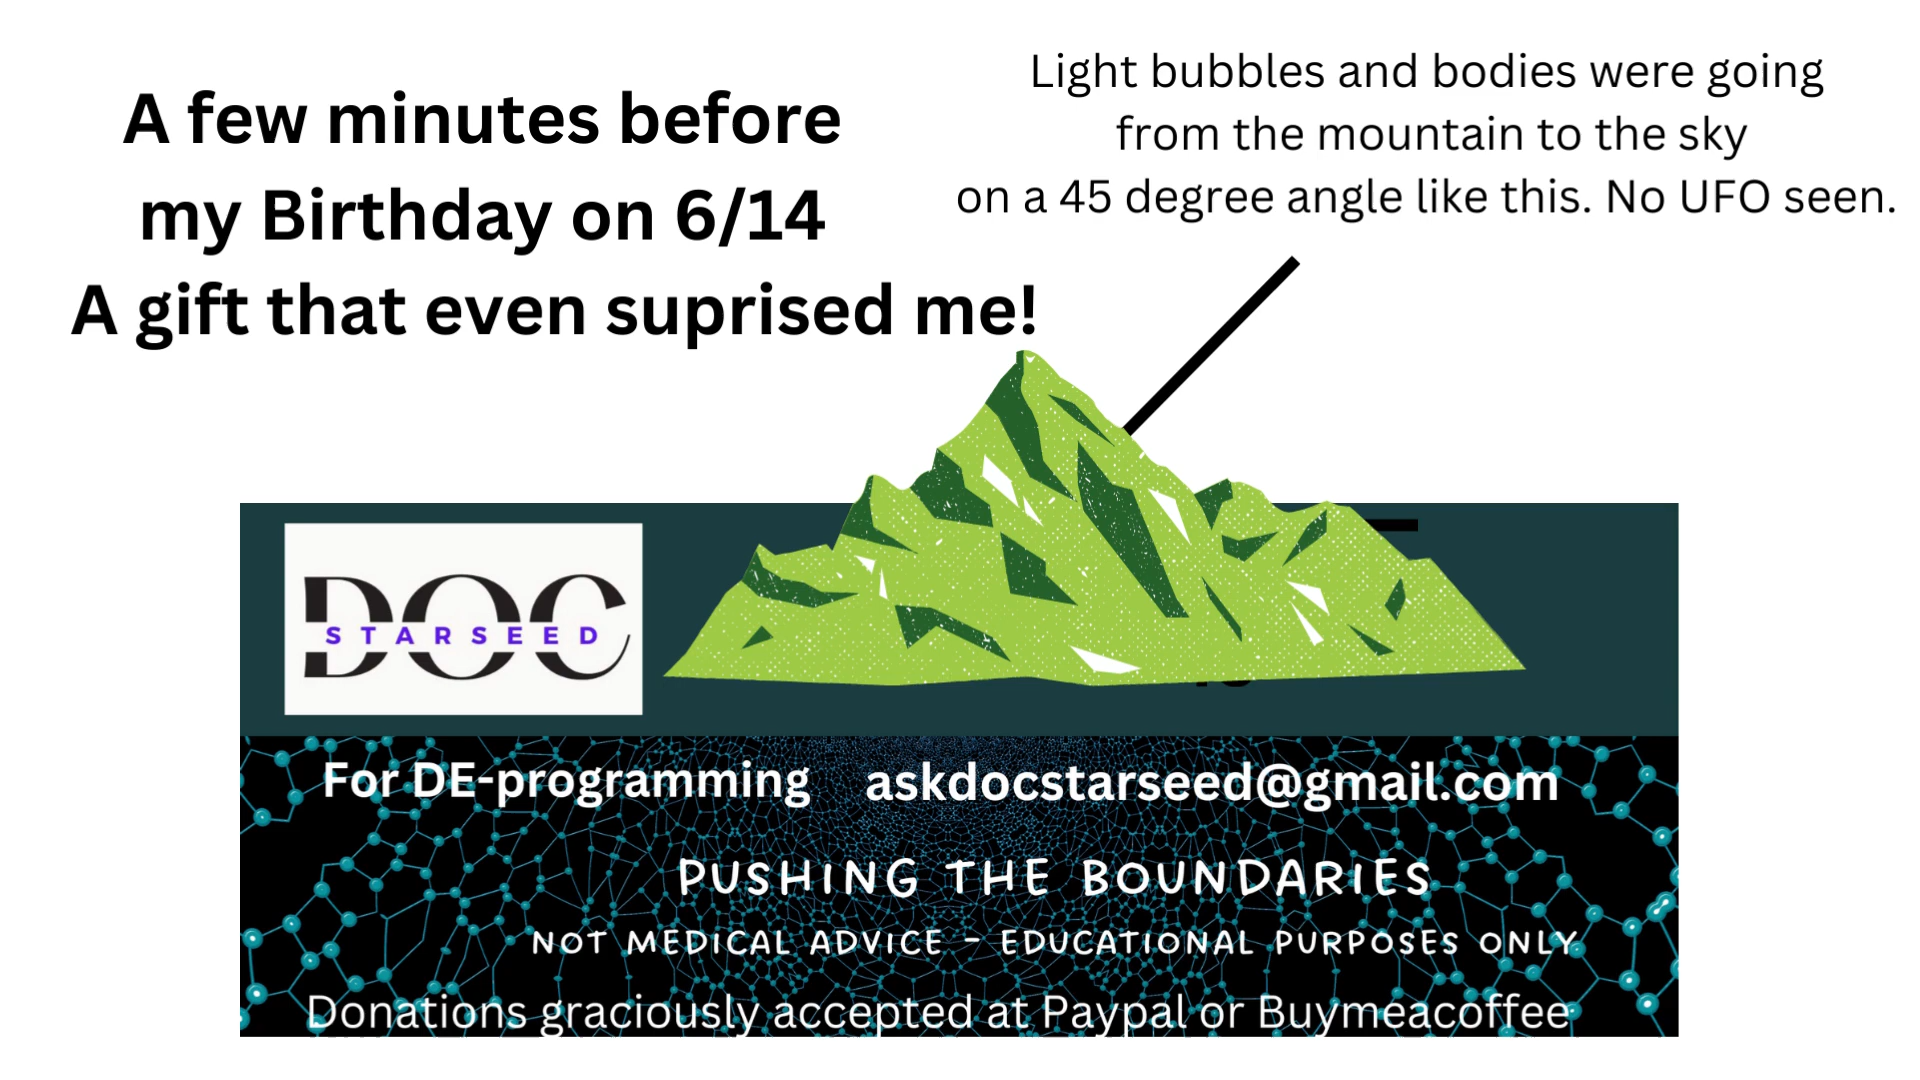 A few minutes before
my Birthday on 6/14
A gift that even suprised me!
Light bubbles and bodies were going
from the mountain to the sky
on a 45 degree angle like this. No UFO seen.
DOC
STARSEED
For DE-programming askdocstarseed@gmail.com
PUSHING THE BOUNDARIES
NOT MEDICAL ADVICE - EDUCATIONAL PURPOSES ONLY
Donations graciously accepted at Paypal or Buymeacoffee